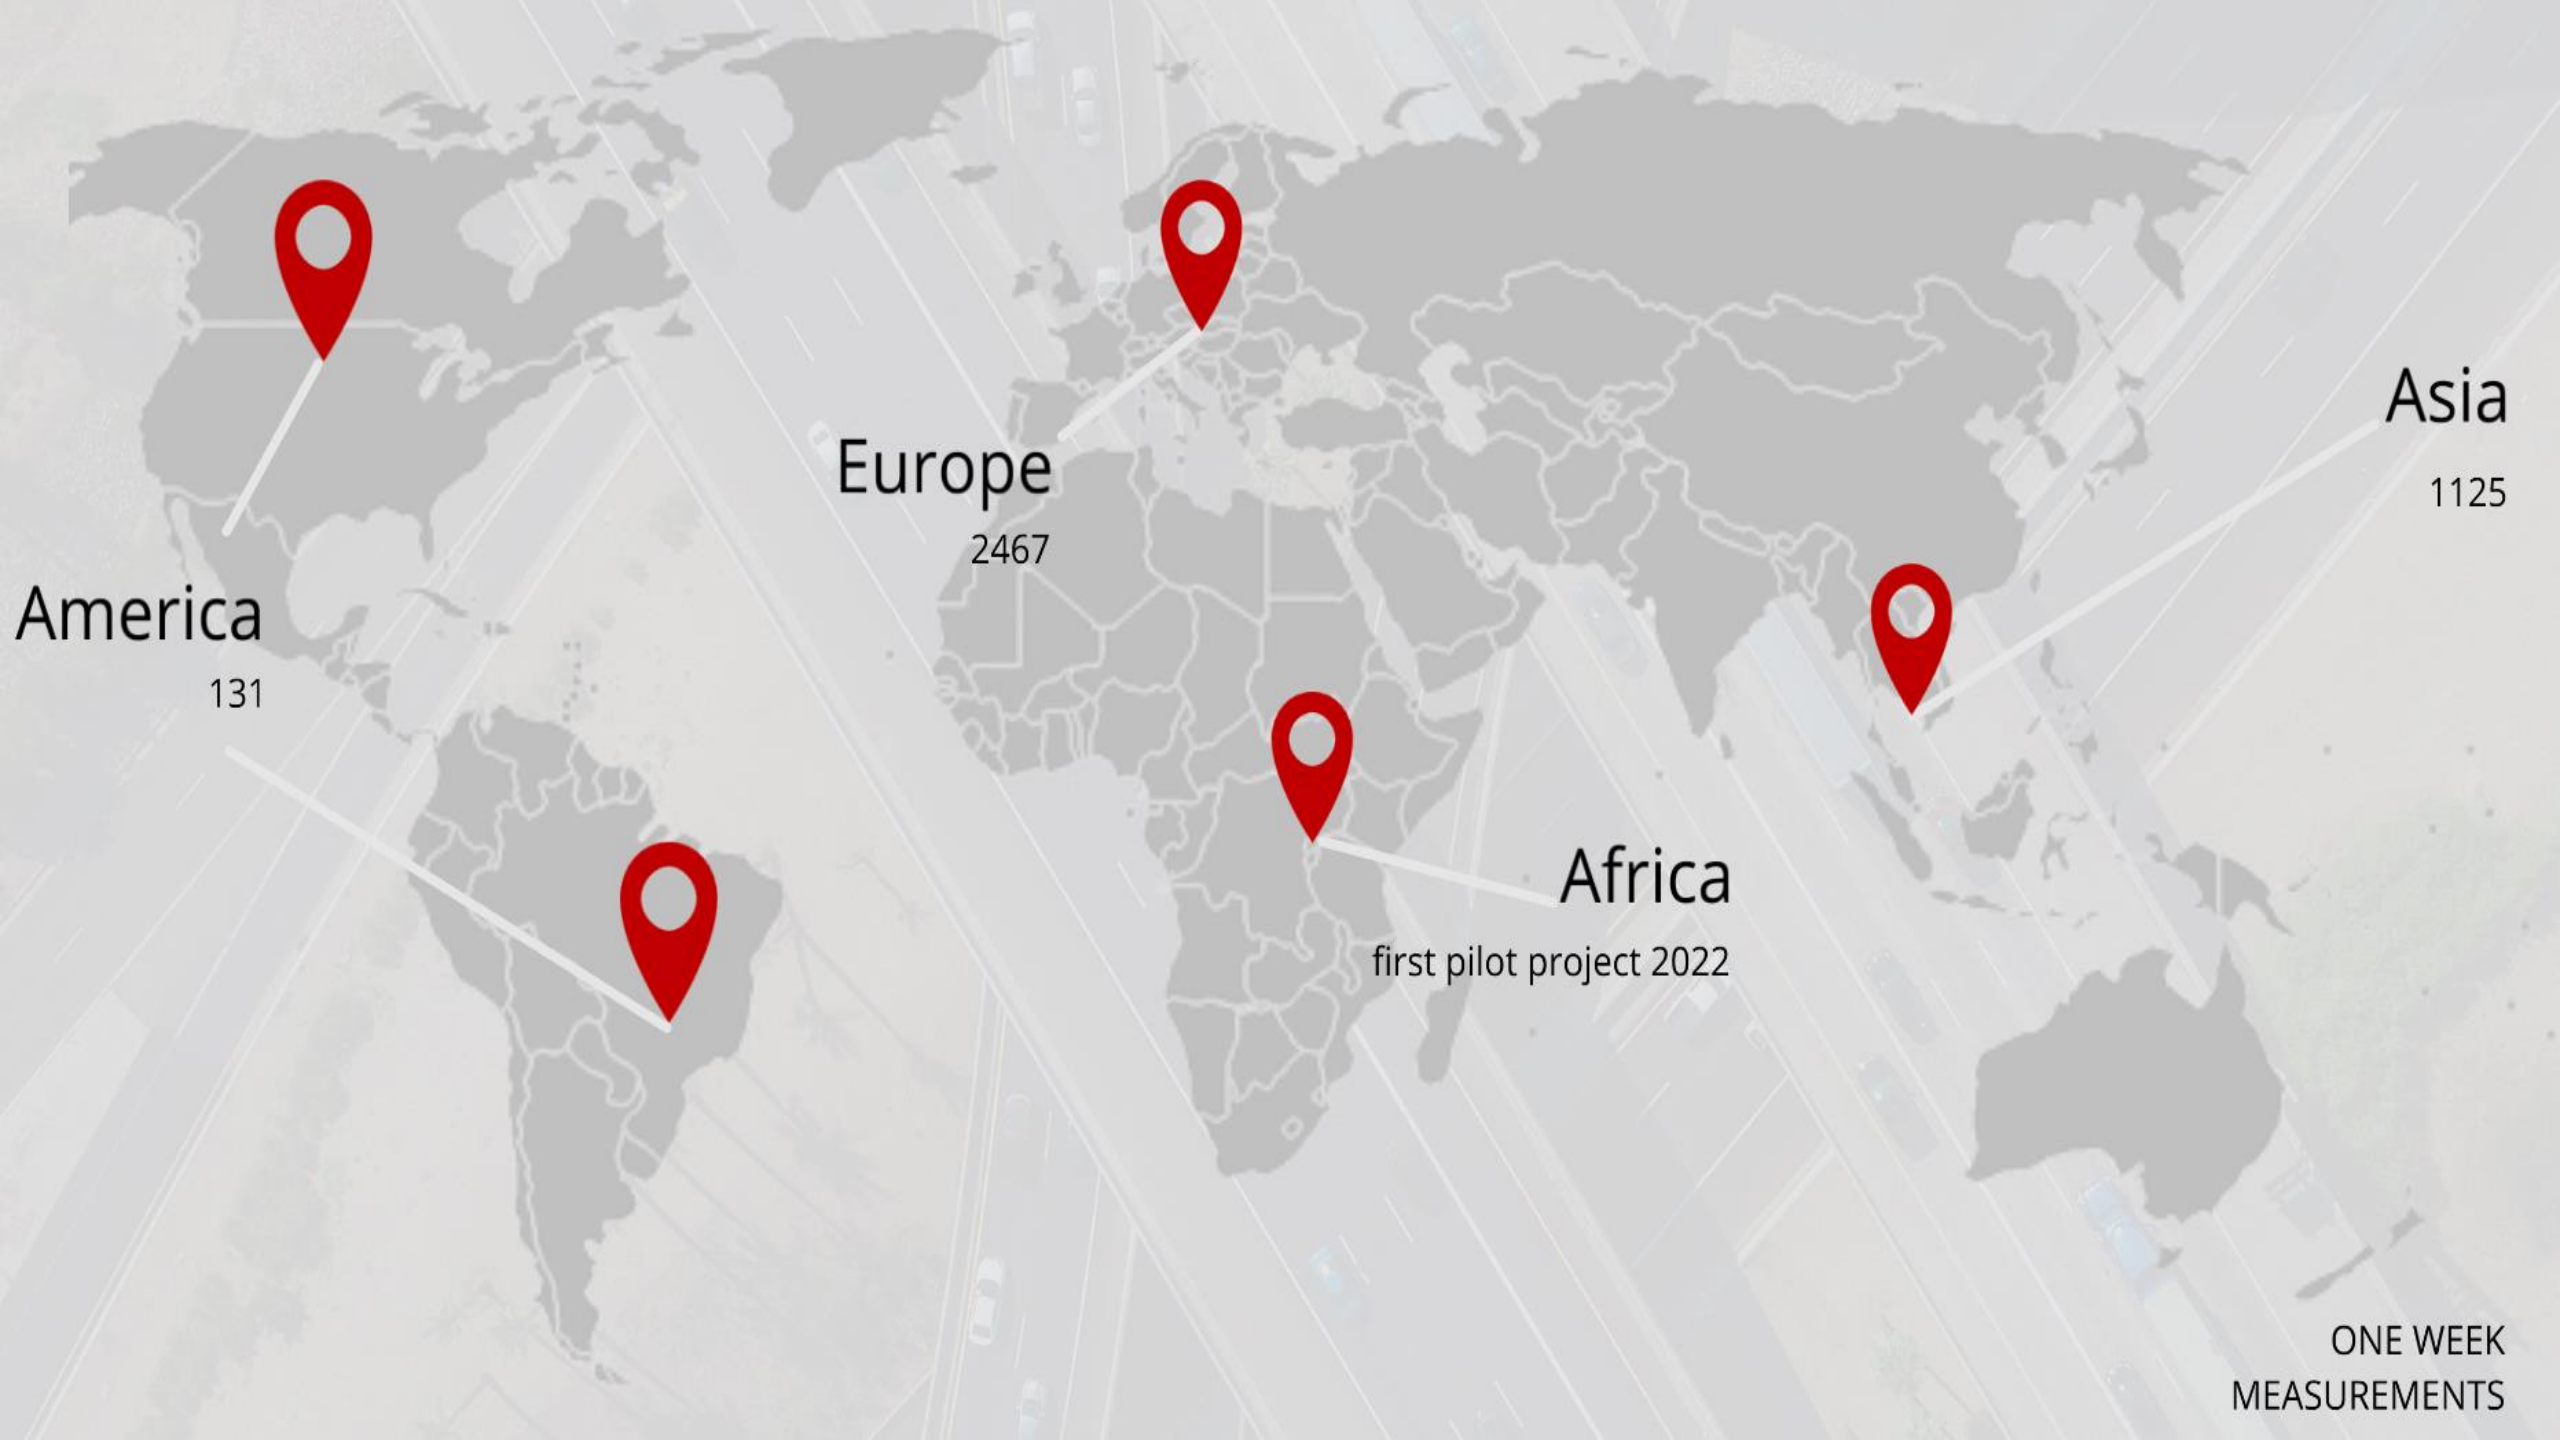 Asia
1125
Europe
2467
America
131
Africa
first pilot project 2022
ONE WEEK
MEASUREMENTS